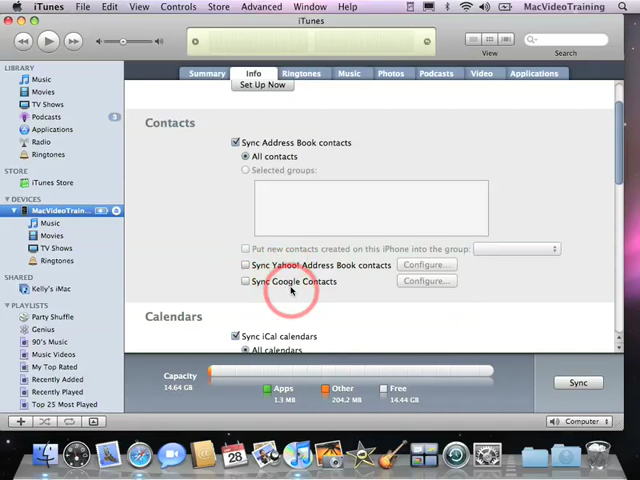 iTunes File Edit View Controls Store Advanced Window Help MacVideoTraining
iTunes
View
Search
LIBRARY
Music
Movies
TV Shows
Podcasts 3
Applications
Radio
Ringtones
STORE
iTunes Store
DEVICES
MacVideoTrain...
Music
Movies
TV Shows
Ringtones
SHARED
Kelly's iMac
PLAYLISTS
Party Shuffle
Genius
90's Music
Music Videos
My Top Rated
Recently Added
Recently Played
Top 25 Most Played
Summary Info Ringtones Music Photos Podcasts Video Applications
Set Up Now
Contacts
Sync Address Book contacts
All contacts
Selected groups:
Put new contacts created on this iPhone into the group:
Sync Yahoo! Address Book contacts Configure...
Sync Google Contacts Configure...
Calendars
Sync iCal calendars
All calendars
Capacity
14.64 GB
Apps
1.3 MB
Other
204.2 MB
Free
14.44 GB
Sync
Computer
28